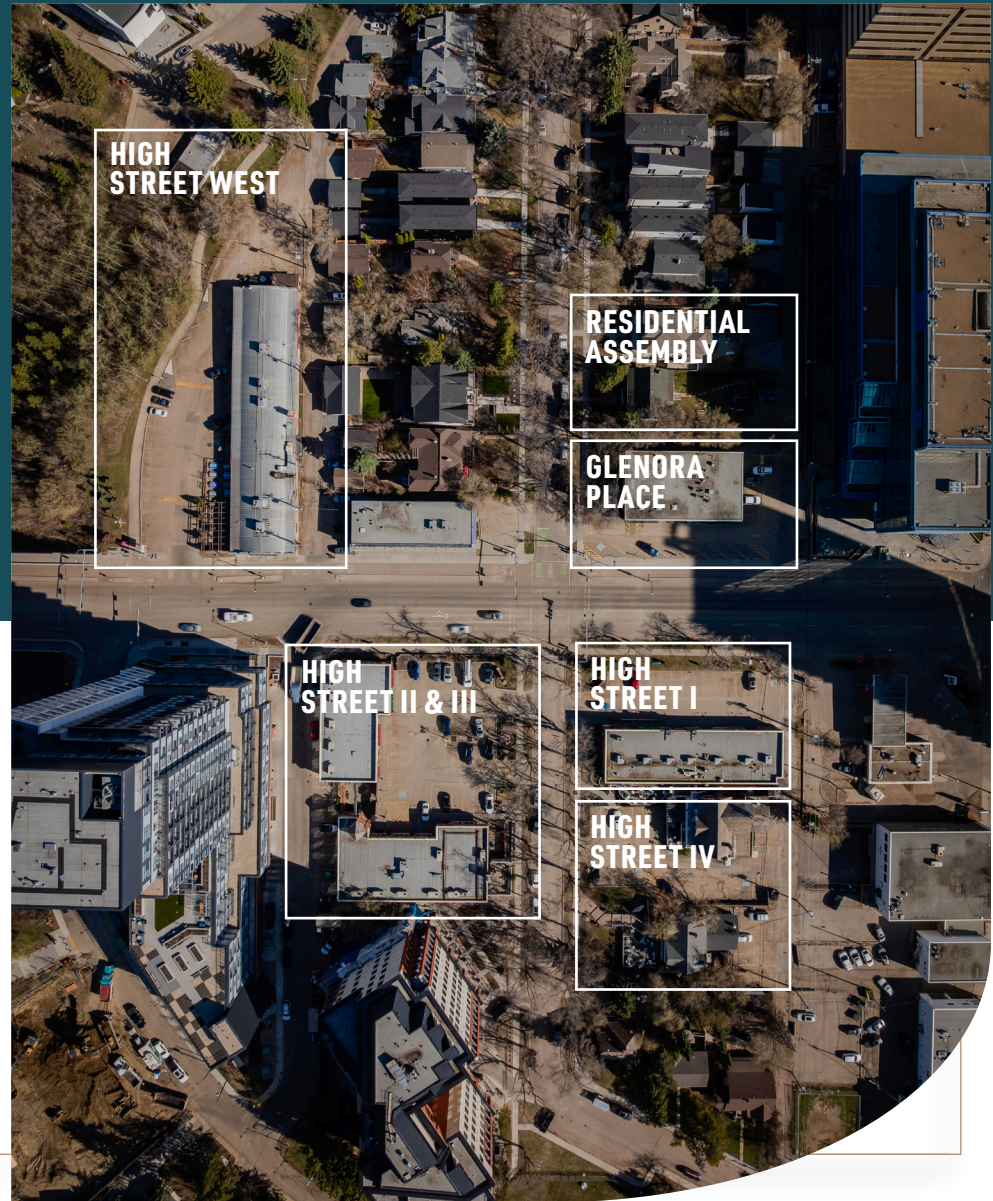 HIGH
STREET WEST
RESIDENTIAL
ASSEMBLY
GLENORA
PLACE
HIGH
STREET II & III
HIGH
STREET I
HIGH
STREET IV